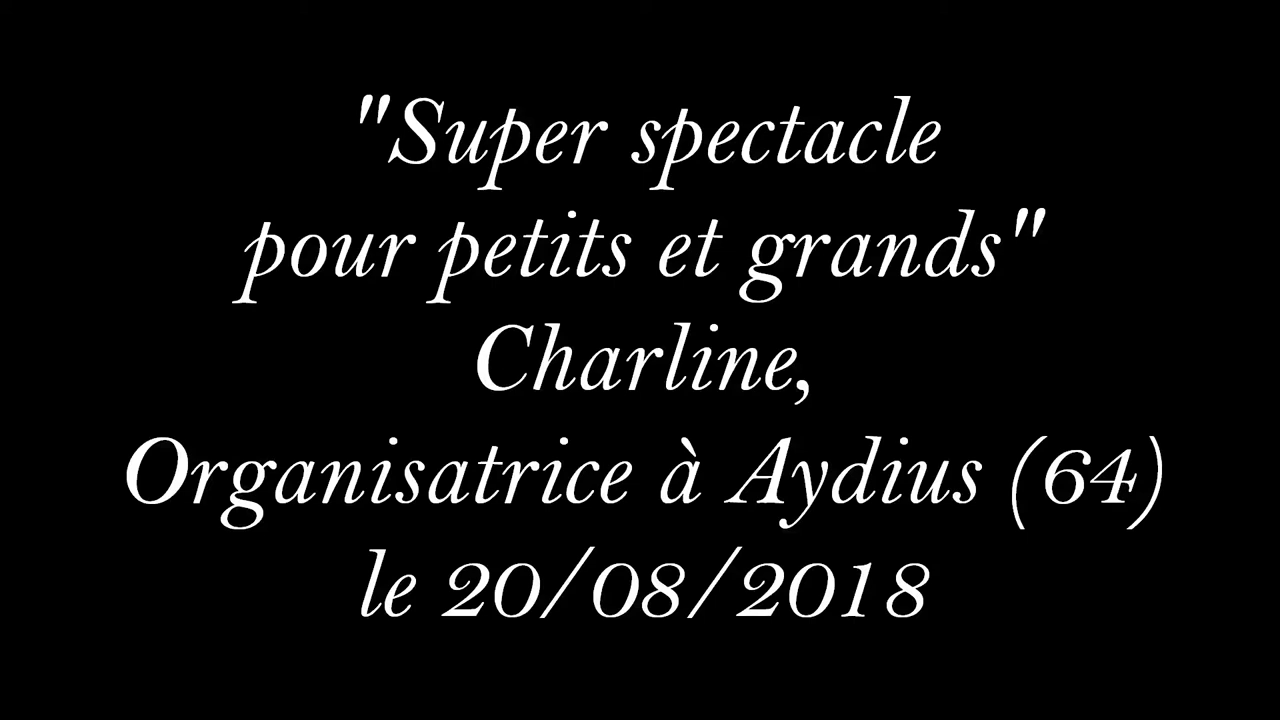 "Super spectacle
pour petits et grands"
Charline,
Organisatrice à Aydius (64)
le 20/08/2018